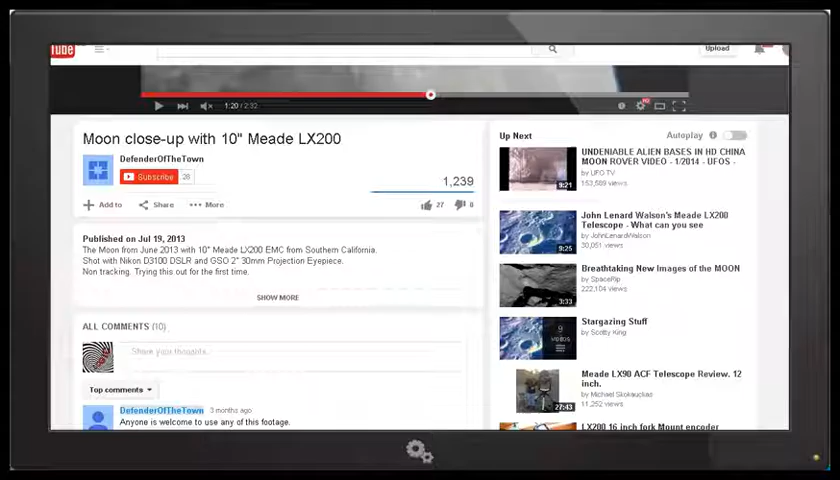 Tube
Upload
1:20 / 2:32
HD
Moon close-up with 10" Meade LX200
DefenderOfTheTown
Subscribe 28
1,239
Add to Share ••• More
27 0
Published on Jul 19, 2013
The Moon from June 2013 with 10" Meade LX200 EMC from Southern California.
Shot with Nikon D3100 DSLR and GSO 2" 30mm Projection Eyepiece.
Non tracking. Trying this out for the first time.
SHOW MORE
ALL COMMENTS (10)
Share your thoughts
Top comments
DefenderOfTheTown 3 months ago
Anyone is welcome to use any of this footage.
Up Next
Autoplay
UNDENIABLE ALIEN BASES IN HD CHINA
MOON ROVER VIDEO - 1/2014 - UFOS -
by UFO TV
153,589 views
9:21
John Lenard Walson's Meade LX200
Telescope - What can you see
by JohnLenardWalson
30,051 views
9:25
Breathtaking New Images of the MOON
by SpaceRip
222,104 views
3:33
Stargazing Stuff
by Scotty King
9
VIDEOS
Meade LX90 ACF Telescope Review. 12
inch.
by Michael Skowauckas
11,252 views
27:43
LX200 16 inch fork Mount encoder